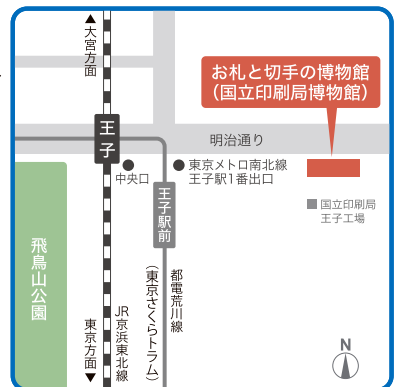 ▲大宮方面
お札と切手の博物館
（国立印刷局博物館）
王子
明治通り
中央口
東京メトロ南北線
王子駅1番出口
王子駅前
国立印刷局
王子工場
飛鳥山公園
都電荒川線
（東京さくらトラム）
JR京浜東北線
東京方面▼
N